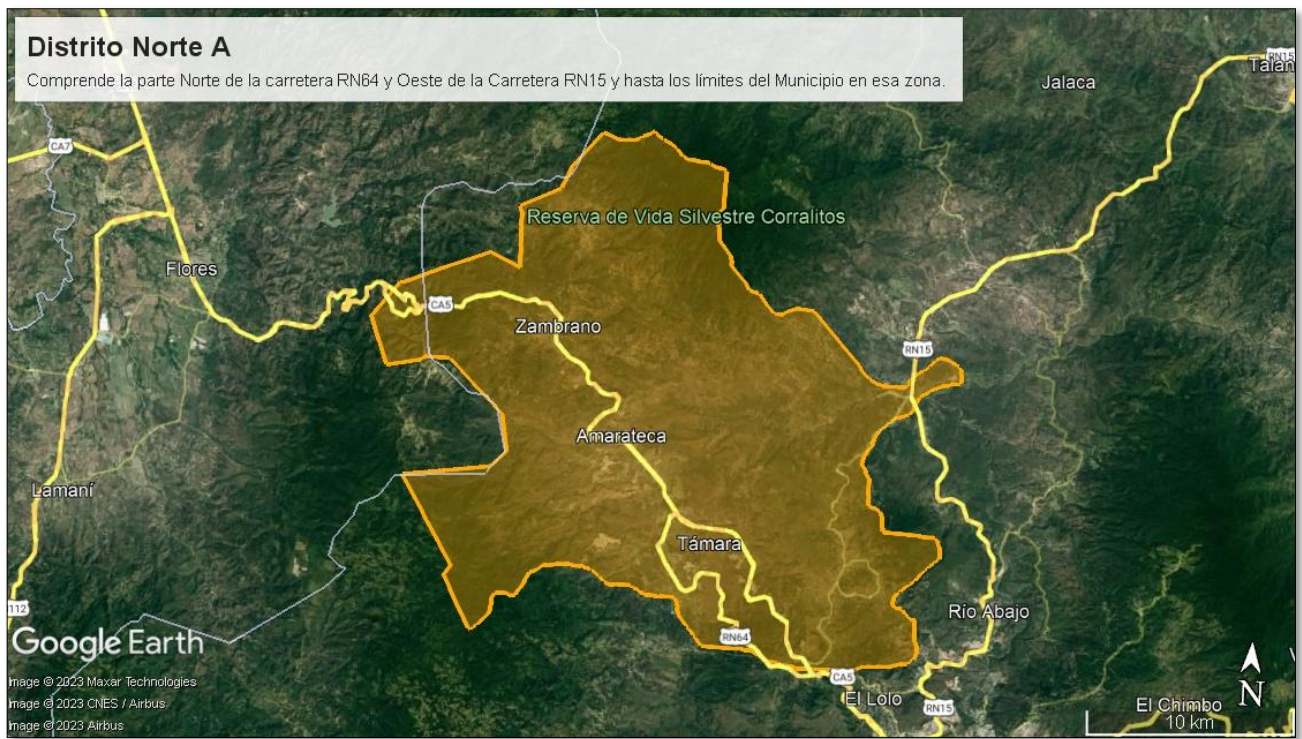 Distrito Norte A
Comprende la parte Norte de la carretera RN64 y Oeste de la Carretera RN15 y hasta los límites del Municipio en esa zona.
RN15
Jalaca
CA7
Reserva de Vida Silvestre Corralitos
Flores
CA5
Zambrano
RN15
Amarateca
Lamaní
Támara
112
Río Abajo
RN64
Google Earth
CA5
Image © 2023 Maxar Technologies
El Lolo
Image © 2023 CNES / Airbus
RN15
El Chimbo
N
Image © 2023 Airbus
10 km